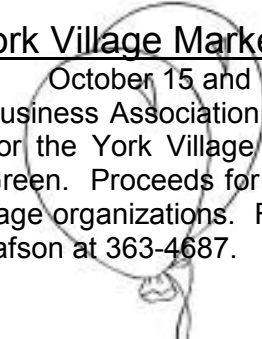 ork Village Marke
October 15 and
usiness Association
or the York Village
Green. Proceeds for
age organizations. F
afson at 363-4687.